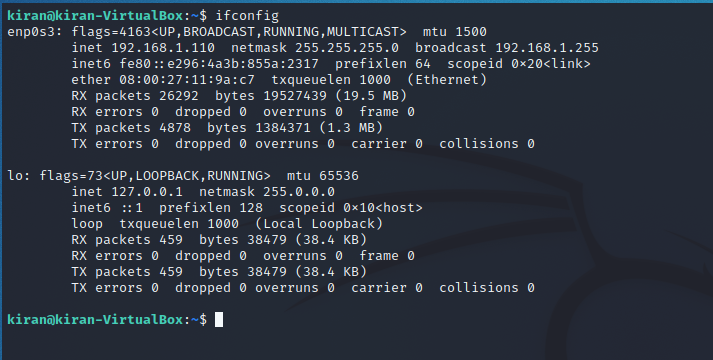 kiran@kiran-VirtualBox:~$ ifconfig
enp0s3: flags=4163<UP,BROADCAST,RUNNING,MULTICAST>  mtu 1500
        inet 192.168.1.110  netmask 255.255.255.0  broadcast 192.168.1.255
        inet6 fe80::e296:4a3b:855a:2317  prefixlen 64  scopeid 0×20<link>
        ether 08:00:27:11:9a:c7  txqueuelen 1000  (Ethernet)
        RX packets 26292  bytes 19527439 (19.5 MB)
        RX errors 0  dropped 0  overruns 0  frame 0
        TX packets 4878  bytes 1384371 (1.3 MB)
        TX errors 0  dropped 0 overruns 0  carrier 0  collisions 0

lo: flags=73<UP,LOOPBACK,RUNNING>  mtu 65536
        inet 127.0.0.1  netmask 255.0.0.0
        inet6 ::1  prefixlen 128  scopeid 0×10<host>
        loop  txqueuelen 1000  (Local Loopback)
        RX packets 459  bytes 38479 (38.4 KB)
        RX errors 0  dropped 0  overruns 0  frame 0
        TX packets 459  bytes 38479 (38.4 KB)
        TX errors 0  dropped 0 overruns 0  carrier 0  collisions 0

kiran@kiran-VirtualBox:~$